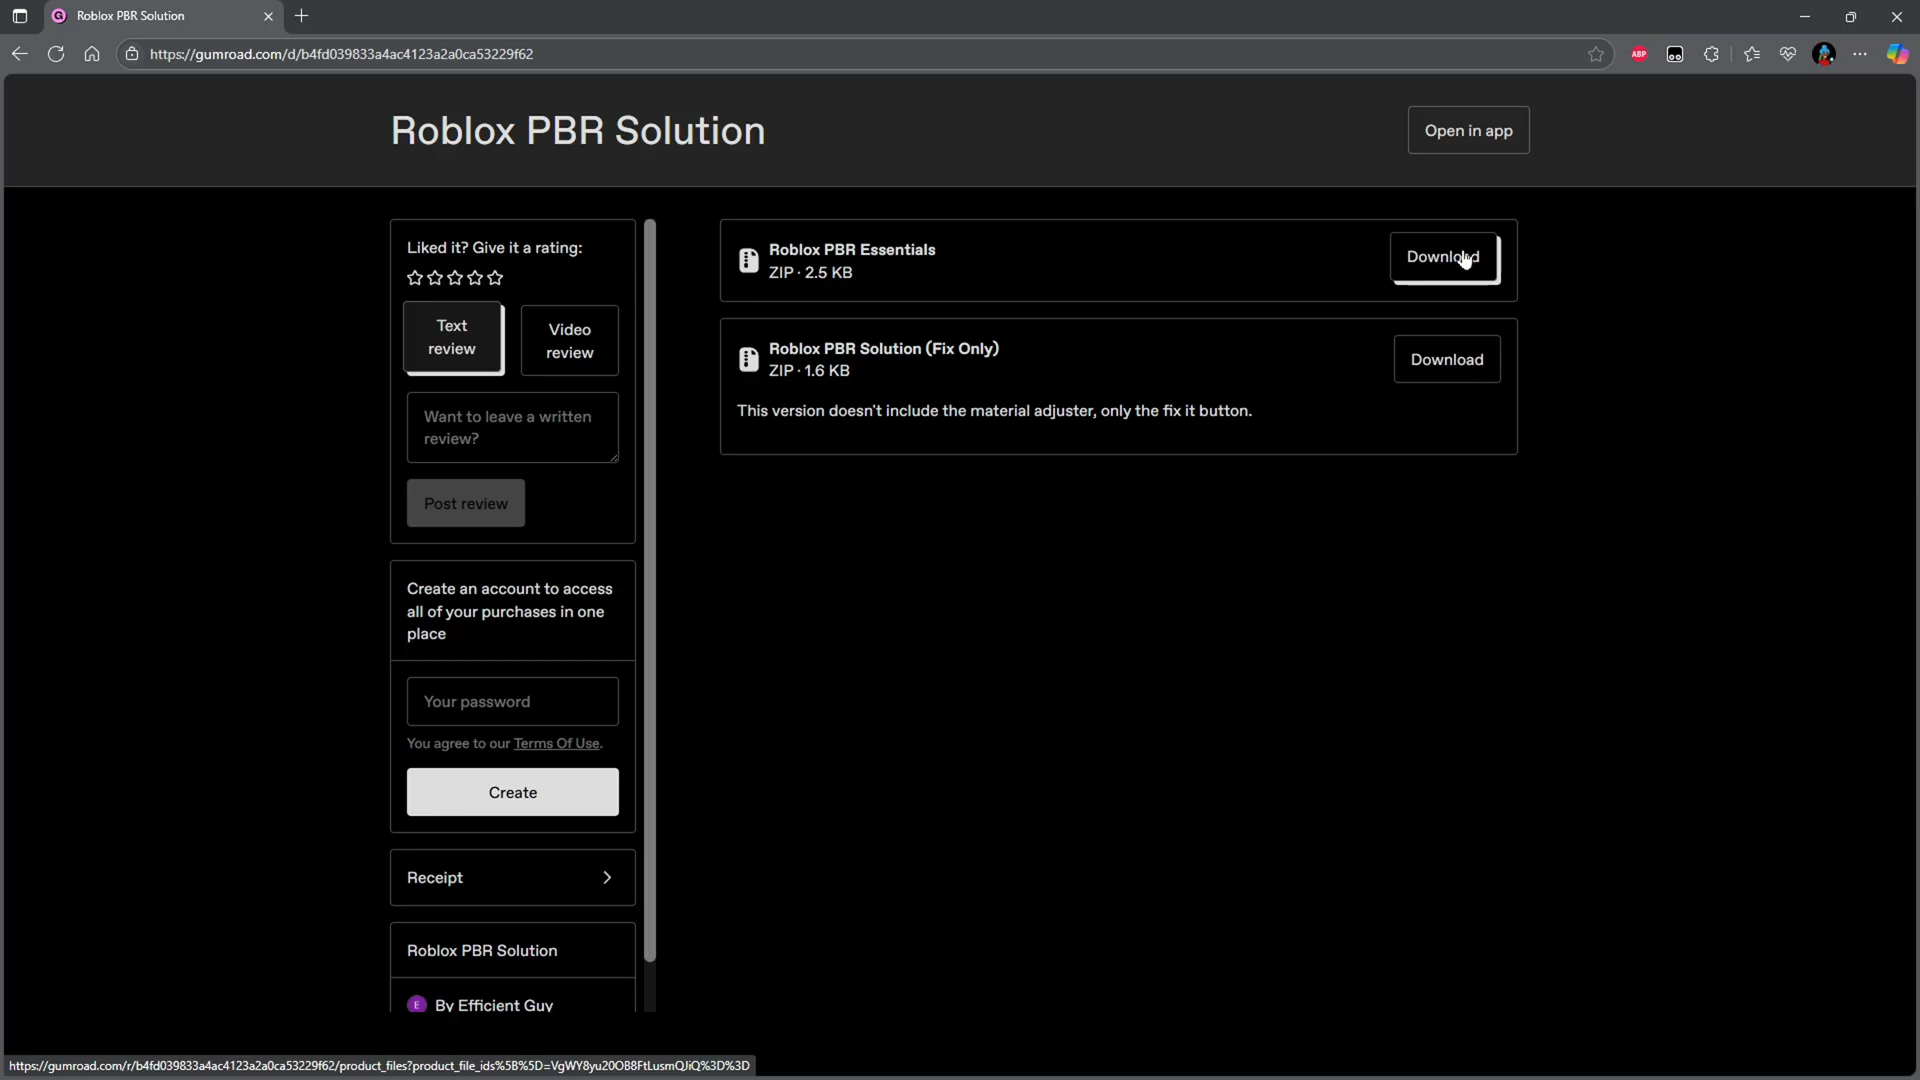 Roblox PBR Solution
https://gumroad.com/d/b4fd039833a4ac4123a2a0ca53229f62
ABP
Roblox PBR Solution
Open in app
Liked it? Give it a rating:
Text
review
Video
review
Want to leave a written
review?
Post review
Create an account to access
all of your purchases in one
place
Your password
You agree to our Terms Of Use.
Create
Receipt
Roblox PBR Solution
E By Efficient Guy
Roblox PBR Essentials
ZIP · 2.5 KB
Download
Roblox PBR Solution (Fix Only)
ZIP · 1.6 KB
Download
This version doesn't include the material adjuster, only the fix it button.
https://gumroad.com/r/b4fd039833a4ac4123a2a0ca53229f62/product_files?product_file_ids%5B%5D=VgWY8yu20OB8FtLusmQJiQ%3D%3D